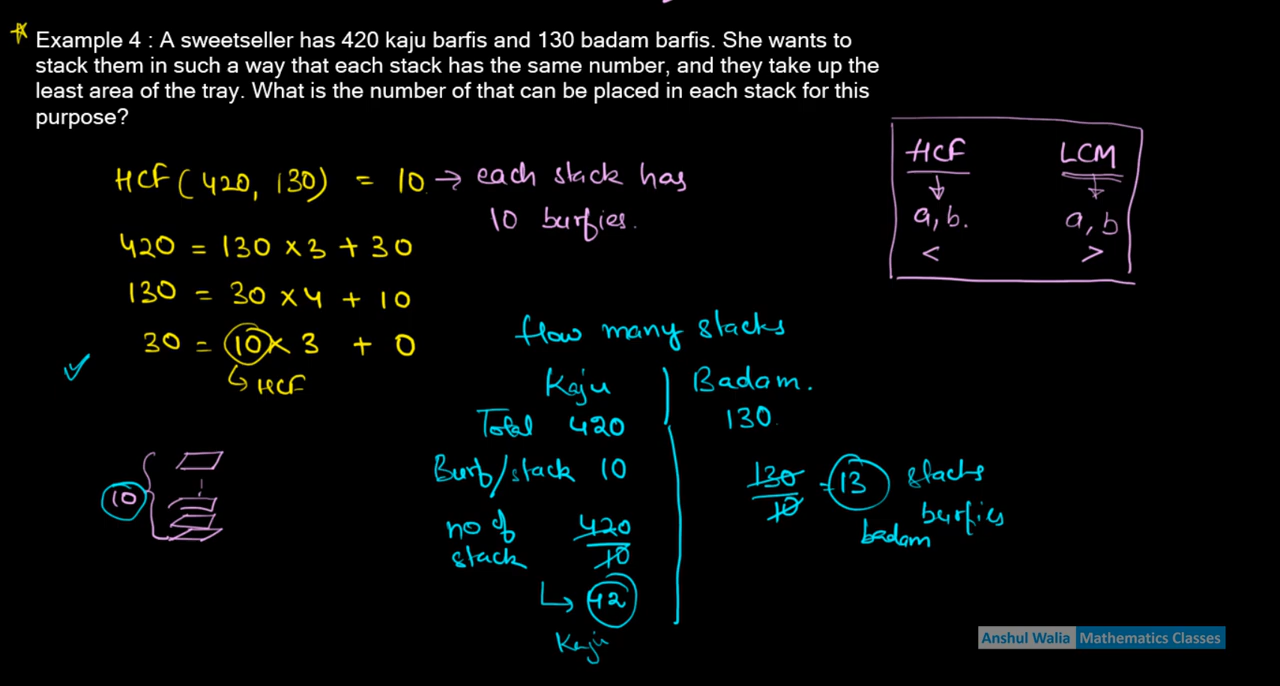 Example 4 : A sweetseller has 420 kaju barfis and 130 badam barfis. She wants to
stack them in such a way that each stack has the same number, and they take up the
least area of the tray. What is the number of that can be placed in each stack for this
purpose?
HCF (420, 130) = 10 → each stack has
10 burfies.
420 = 130 × 3 + 30
130 = 30 × 4 + 10
30 = 10 × 3 + 0
↳ HCF
HCF LCM
a, b. a, b
< >
How many stacks
Kaju Badam.
Total 420 130
Burf/stack 10
130/10 = 13 stacks
burfies
badam
no of
stack 420/10
↳ 42
Kaju
10
Anshul Walia Mathematics Classes